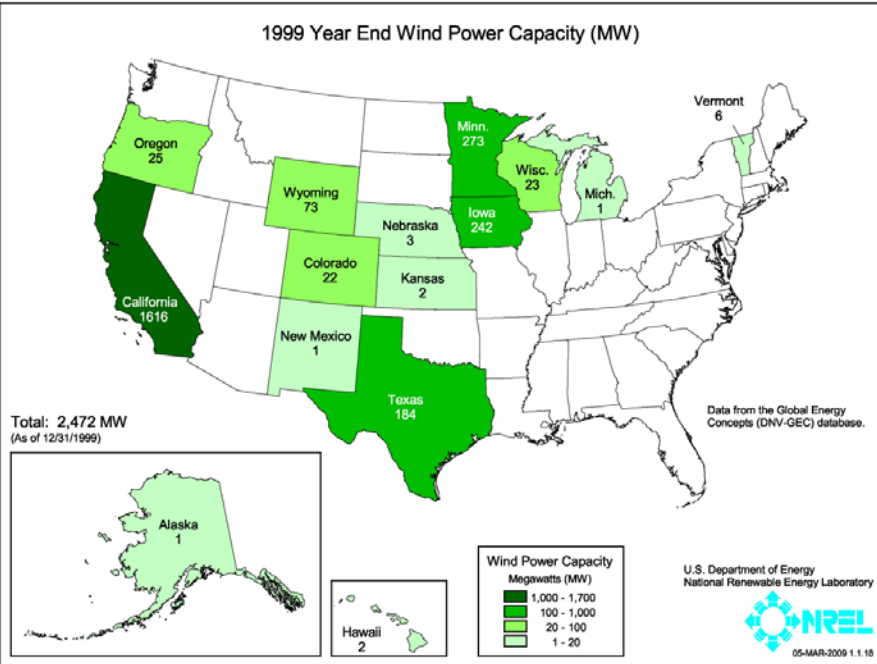 1999 Year End Wind Power Capacity (MW)
Vermont
6
Minn.
273
Oregon
25
Wisc.
23
Wyoming
73
Mich.
1
Iowa
242
Nebraska
3
Colorado
22
Kansas
2
California
1616
New Mexico
1
Texas
184
Total: 2,472 MW
(As of 12/31/1999)
Data from the Global Energy
Concepts (DNV-GEC) database.
Alaska
1
Hawaii
2
Wind Power Capacity
Megawatts (MW)
1,000 - 1,700
100 - 1,000
20 - 100
1 - 20
U.S. Department of Energy
National Renewable Energy Laboratory
NREL
05-MAR-2009 1.1.18